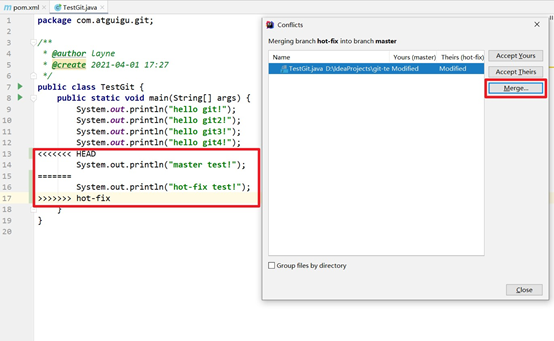 pom.xml
TestGit.java
1 package com.atguigu.git;
2
3 /**
4 * @author Layne
5 * @create 2021-04-01 17:27
6 */
7 public class TestGit {
8 public static void main(String[] args) {
9 System.out.println("hello git!");
10 System.out.println("hello git2!");
11 System.out.println("hello git3!");
12 System.out.println("hello git4!");
13 <<<<<<< HEAD
14 System.out.println("master test!");
15 =======
16 System.out.println("hot-fix test!");
17 >>>>>>> hot-fix
18 }
19 }
20
Conflicts
Merging branch hot-fix into branch master
Name Yours (master) Theirs (hot-fix)
TestGit.java D:\IdeaProjects\git-te Modified Modified
Accept Yours
Accept Theirs
Merge...
Group files by directory
Close